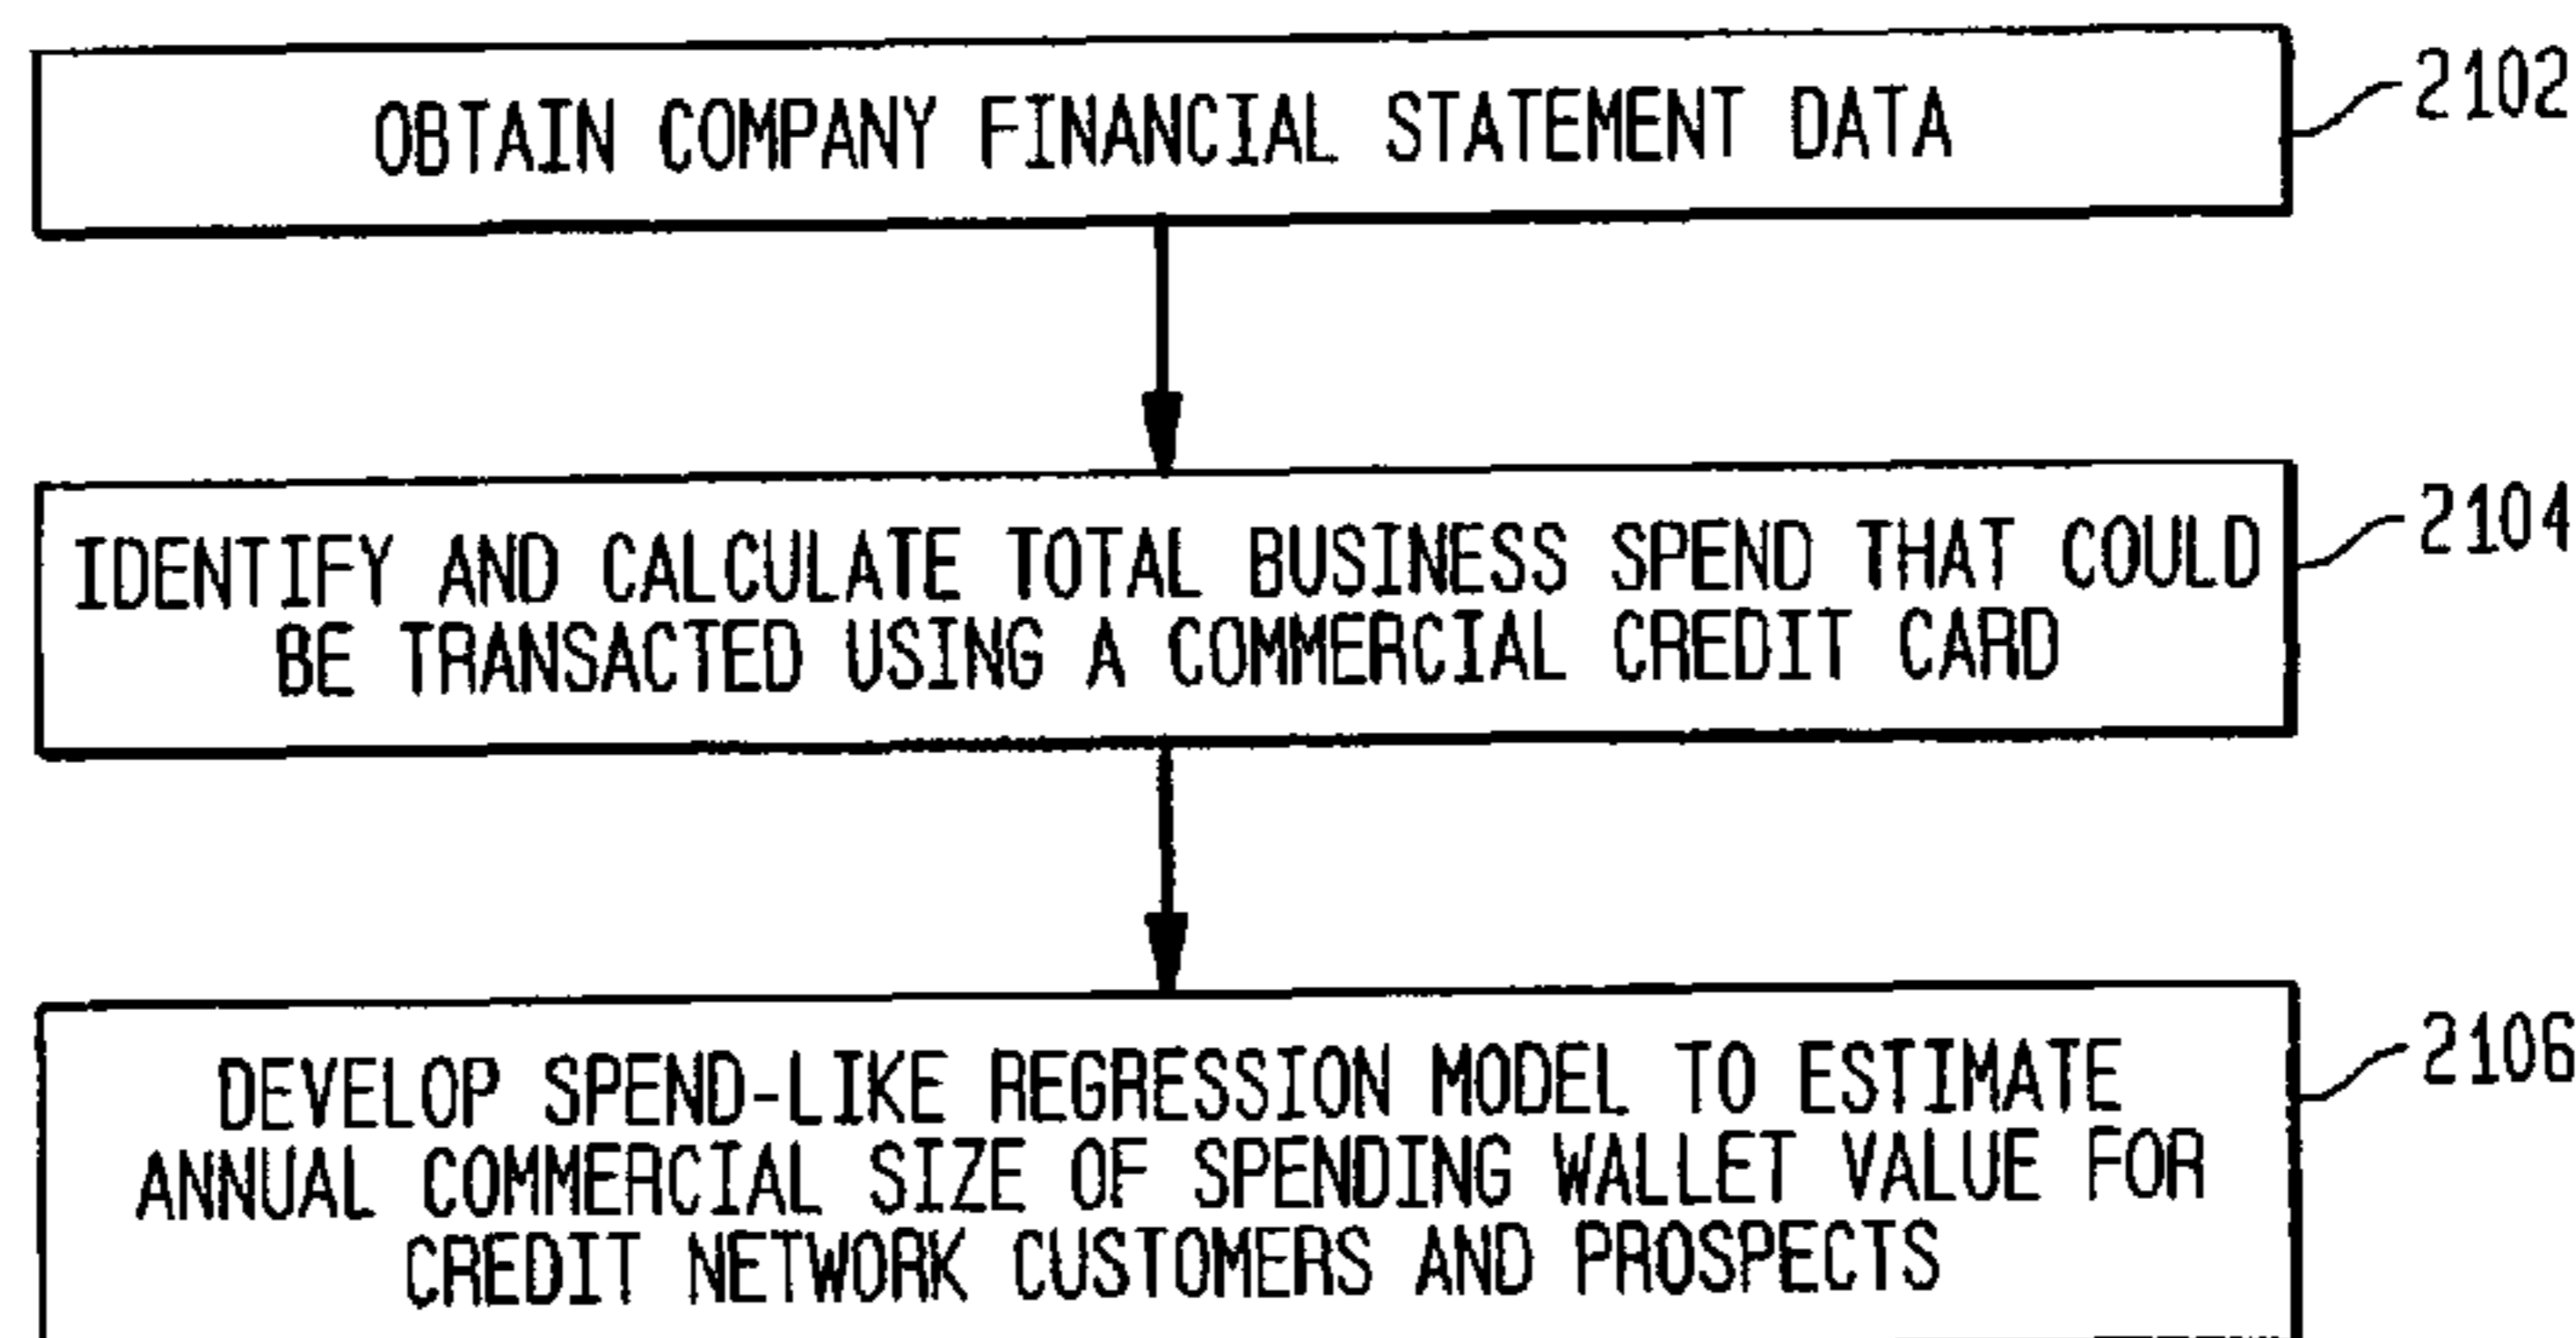 OBTAIN COMPANY FINANCIAL STATEMENT DATA
2102
IDENTIFY AND CALCULATE TOTAL BUSINESS SPEND THAT COULD
BE TRANSACTED USING A COMMERCIAL CREDIT CARD
2104
DEVELOP SPEND-LIKE REGRESSION MODEL TO ESTIMATE
ANNUAL COMMERCIAL SIZE OF SPENDING WALLET VALUE FOR
CREDIT NETWORK CUSTOMERS AND PROSPECTS
2106